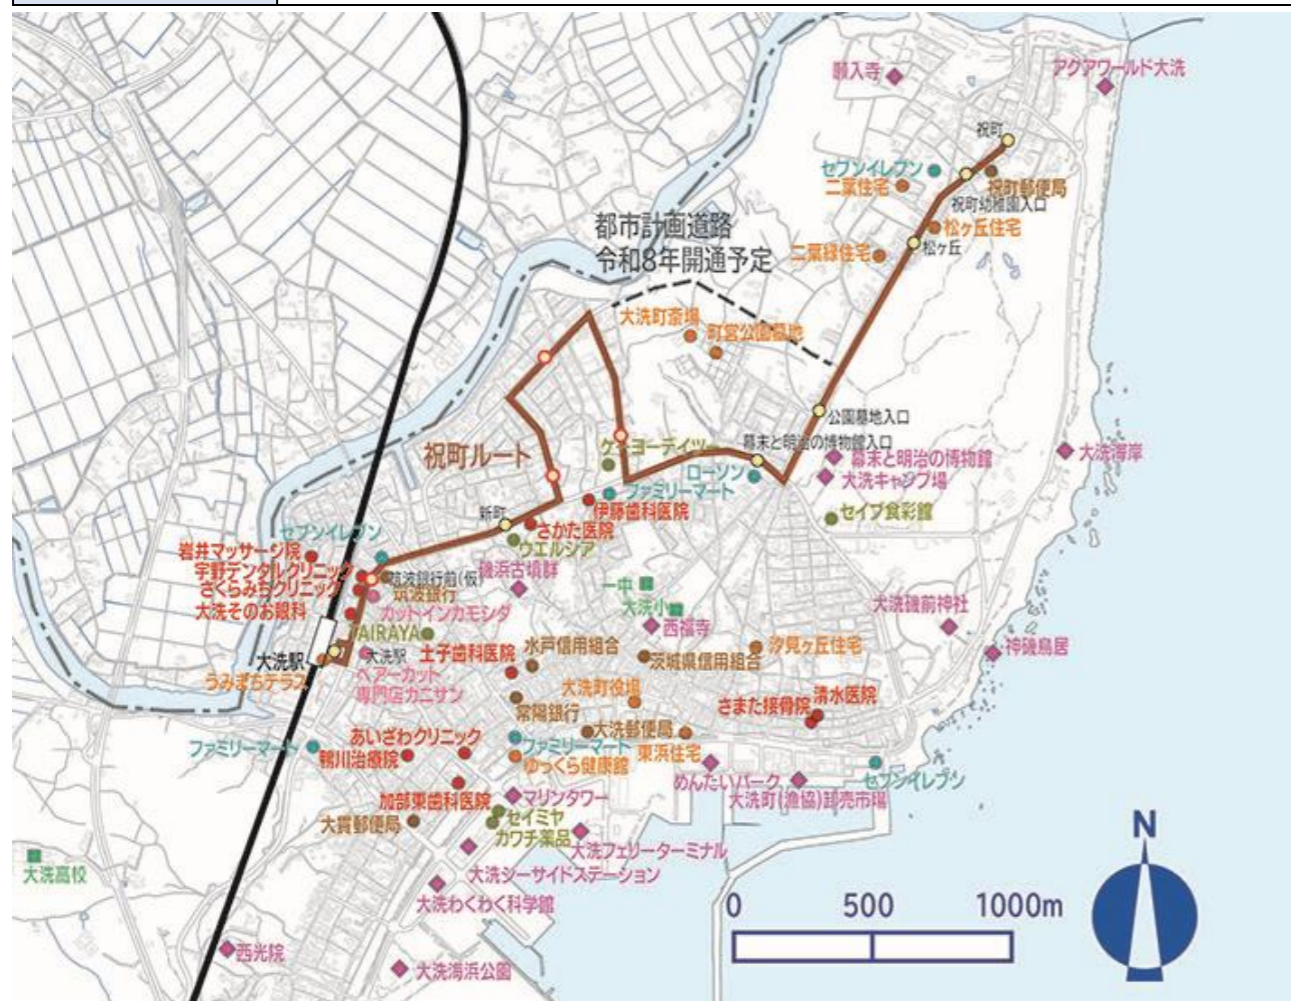 願入寺
アクアワールド大洗
祝町
セブンイレブン
二葉住宅
祝町郵便局
祝町幼稚園入口
松ヶ丘住宅
松ヶ丘
二葉緑住宅
都市計画道路
令和8年開通予定
大洗町斎場
町営公園墓地
公園墓地入口
幕末と明治の博物館入口
幕末と明治の博物館
大洗海岸
大洗キャンプ場
ケーヨーデイツー
ローソン
ファミリーマート
祝町ルート
伊藤歯科医院
セイブ食彩館
新町
さかた医院
ウエルシア
セブンイレブン
岩井マッサージ院
宇野デンタルクリニック
さくらみちクリニック
大洗そのお眼科
筑波銀行前(仮)
筑波銀行
カットインカモシダ
磯浜古墳群
一中
大洗小
西福寺
大洗磯前神社
神磯鳥居
AIRAYA
大洗駅
大洗駅
うみまちテラス
ヘアーカット
専門店カニサン
土子歯科医院
水戸信用組合
茨城県信用組合
汐見ヶ丘住宅
大洗町役場
清水医院
さまた接骨院
常陽銀行
大洗郵便局
東浜住宅
ファミリーマート
あいざわクリニック
鴨川治療院
ファミリーマート
ゆっくら健康館
めんたいパーク
大洗町(漁協)卸売市場
セブンイレブン
加部東歯科医院
マリンタワー
セイミヤ
カワチ薬品
大貫郵便局
大洗フェリーターミナル
大洗シーサイドステーション
大洗わくわく科学館
大洗高校
西光院
大洗海浜公園
0 500 1000m
N